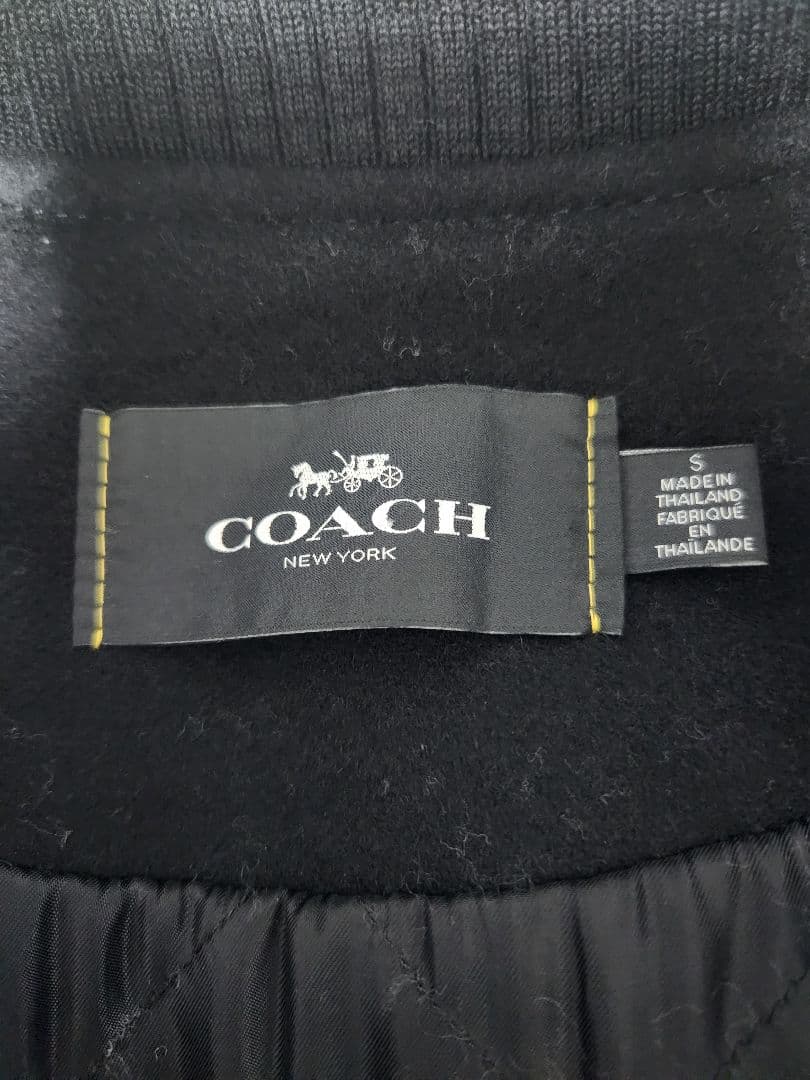 COACH
NEW YORK
S
MADE IN
THAILAND
FABRIQUÉ
EN
THAÏLANDE